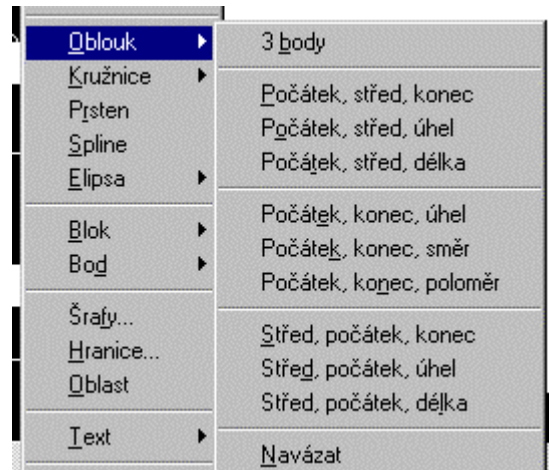 Oblouk
Kružnice
Prsten
Spline
Elipsa
Blok
Bod
Šrafy...
Hranice...
Oblast
Text
3 body
Počátek, střed, konec
Počátek, střed, úhel
Počátek, střed, délka
Počátek, konec, úhel
Počátek, konec, směr
Počátek, konec, poloměr
Střed, počátek, konec
Střed, počátek, úhel
Střed, počátek, délka
Navázat